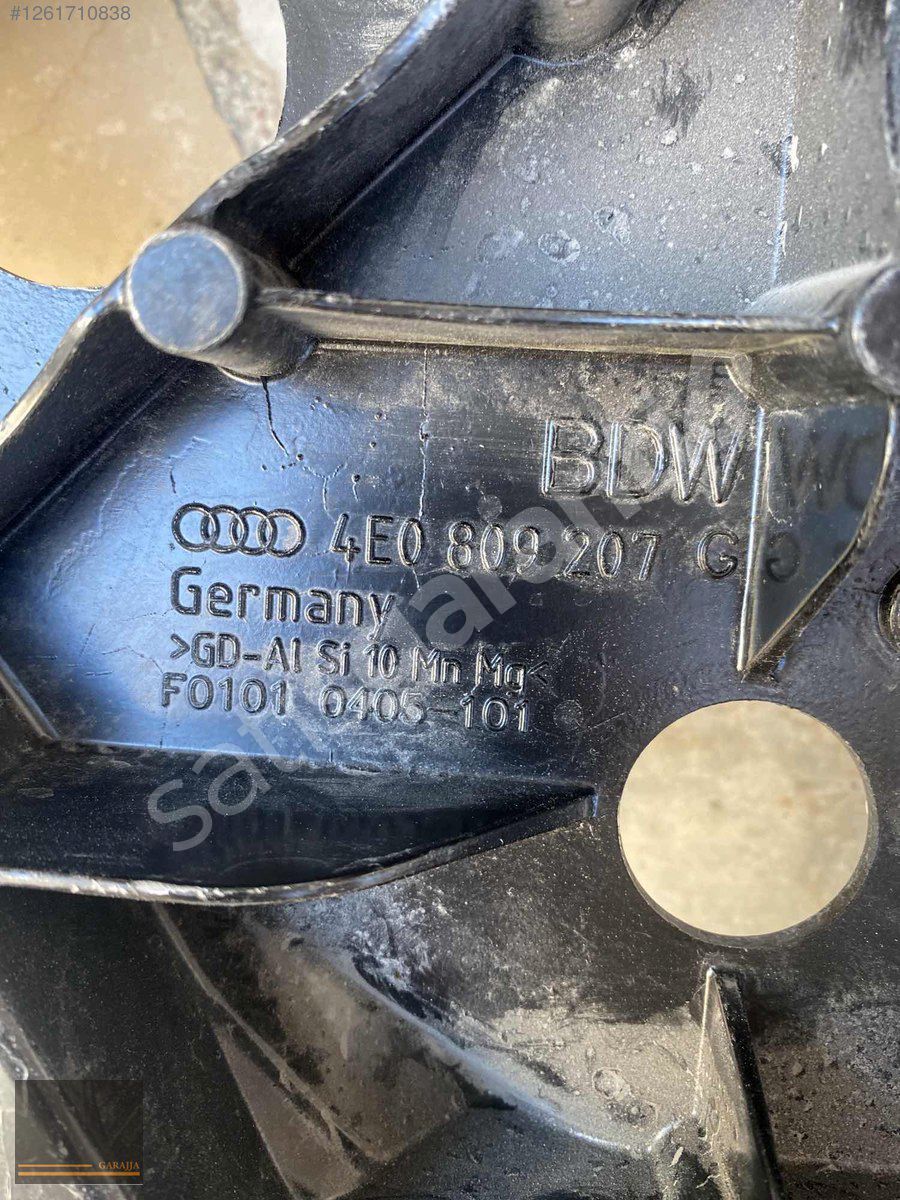 #1261710838
BDW
4E0 809 207 G
Germany
>GD-Al Si 10 Mn Mg<
F0101 0405-101
GARAJJA